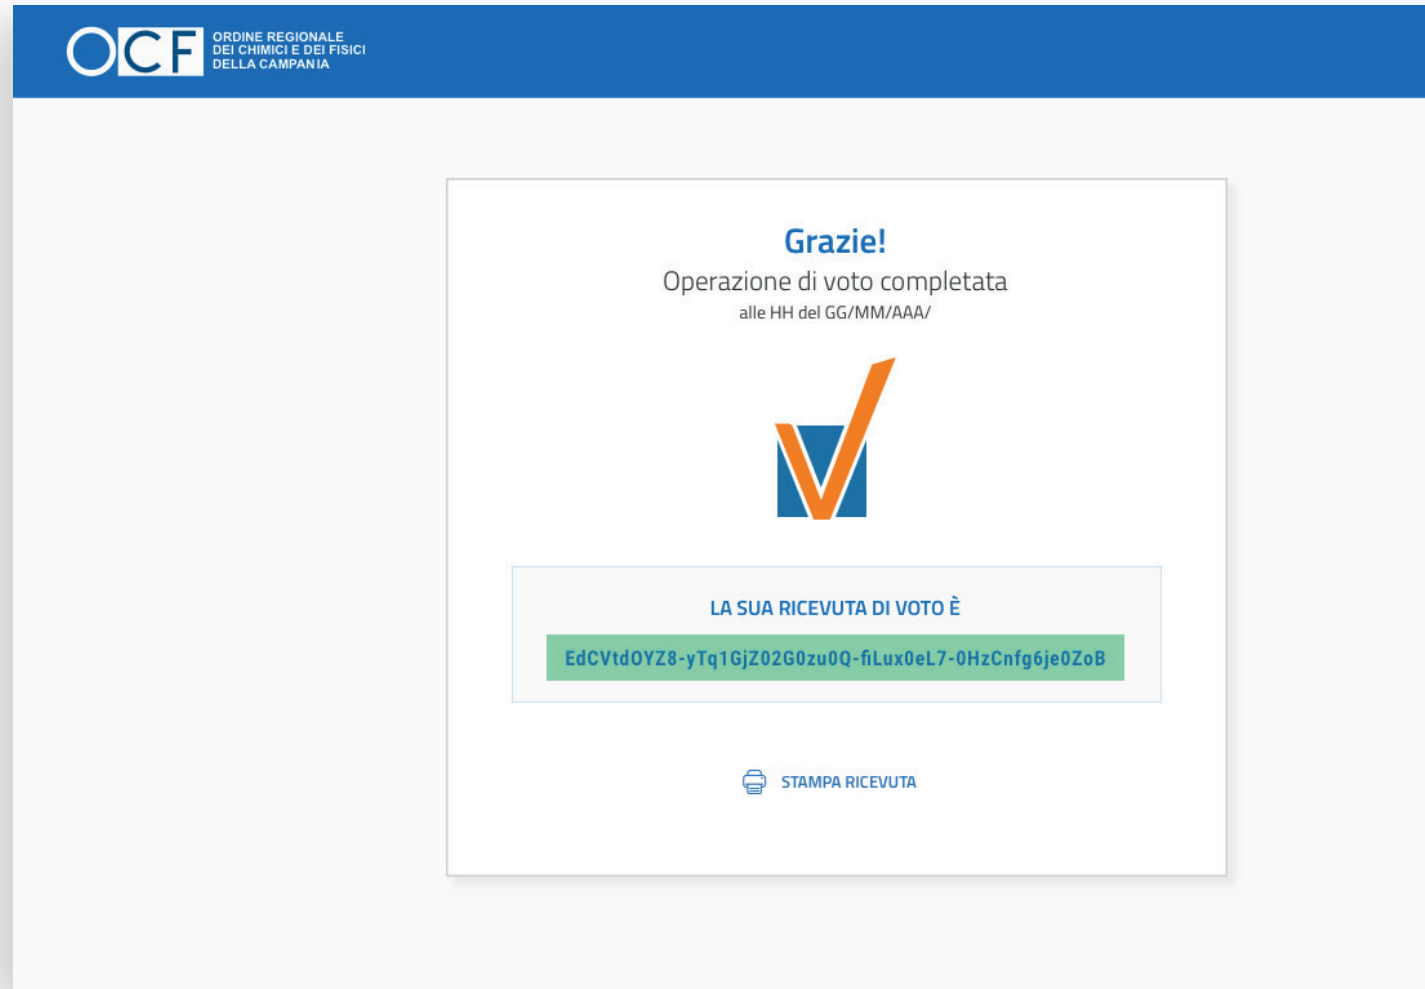 OCF
ORDINE REGIONALE
DEI CHIMICI E DEI FISICI
DELLA CAMPANIA
Grazie!
Operazione di voto completata
alle HH del GG/MM/AAA/
LA SUA RICEVUTA DI VOTO È
EdCVtdOYZ8-yTq1GjZ02G0zu0Q-fiLux0eL7-0HzCnfg6je0ZoB
STAMPA RICEVUTA